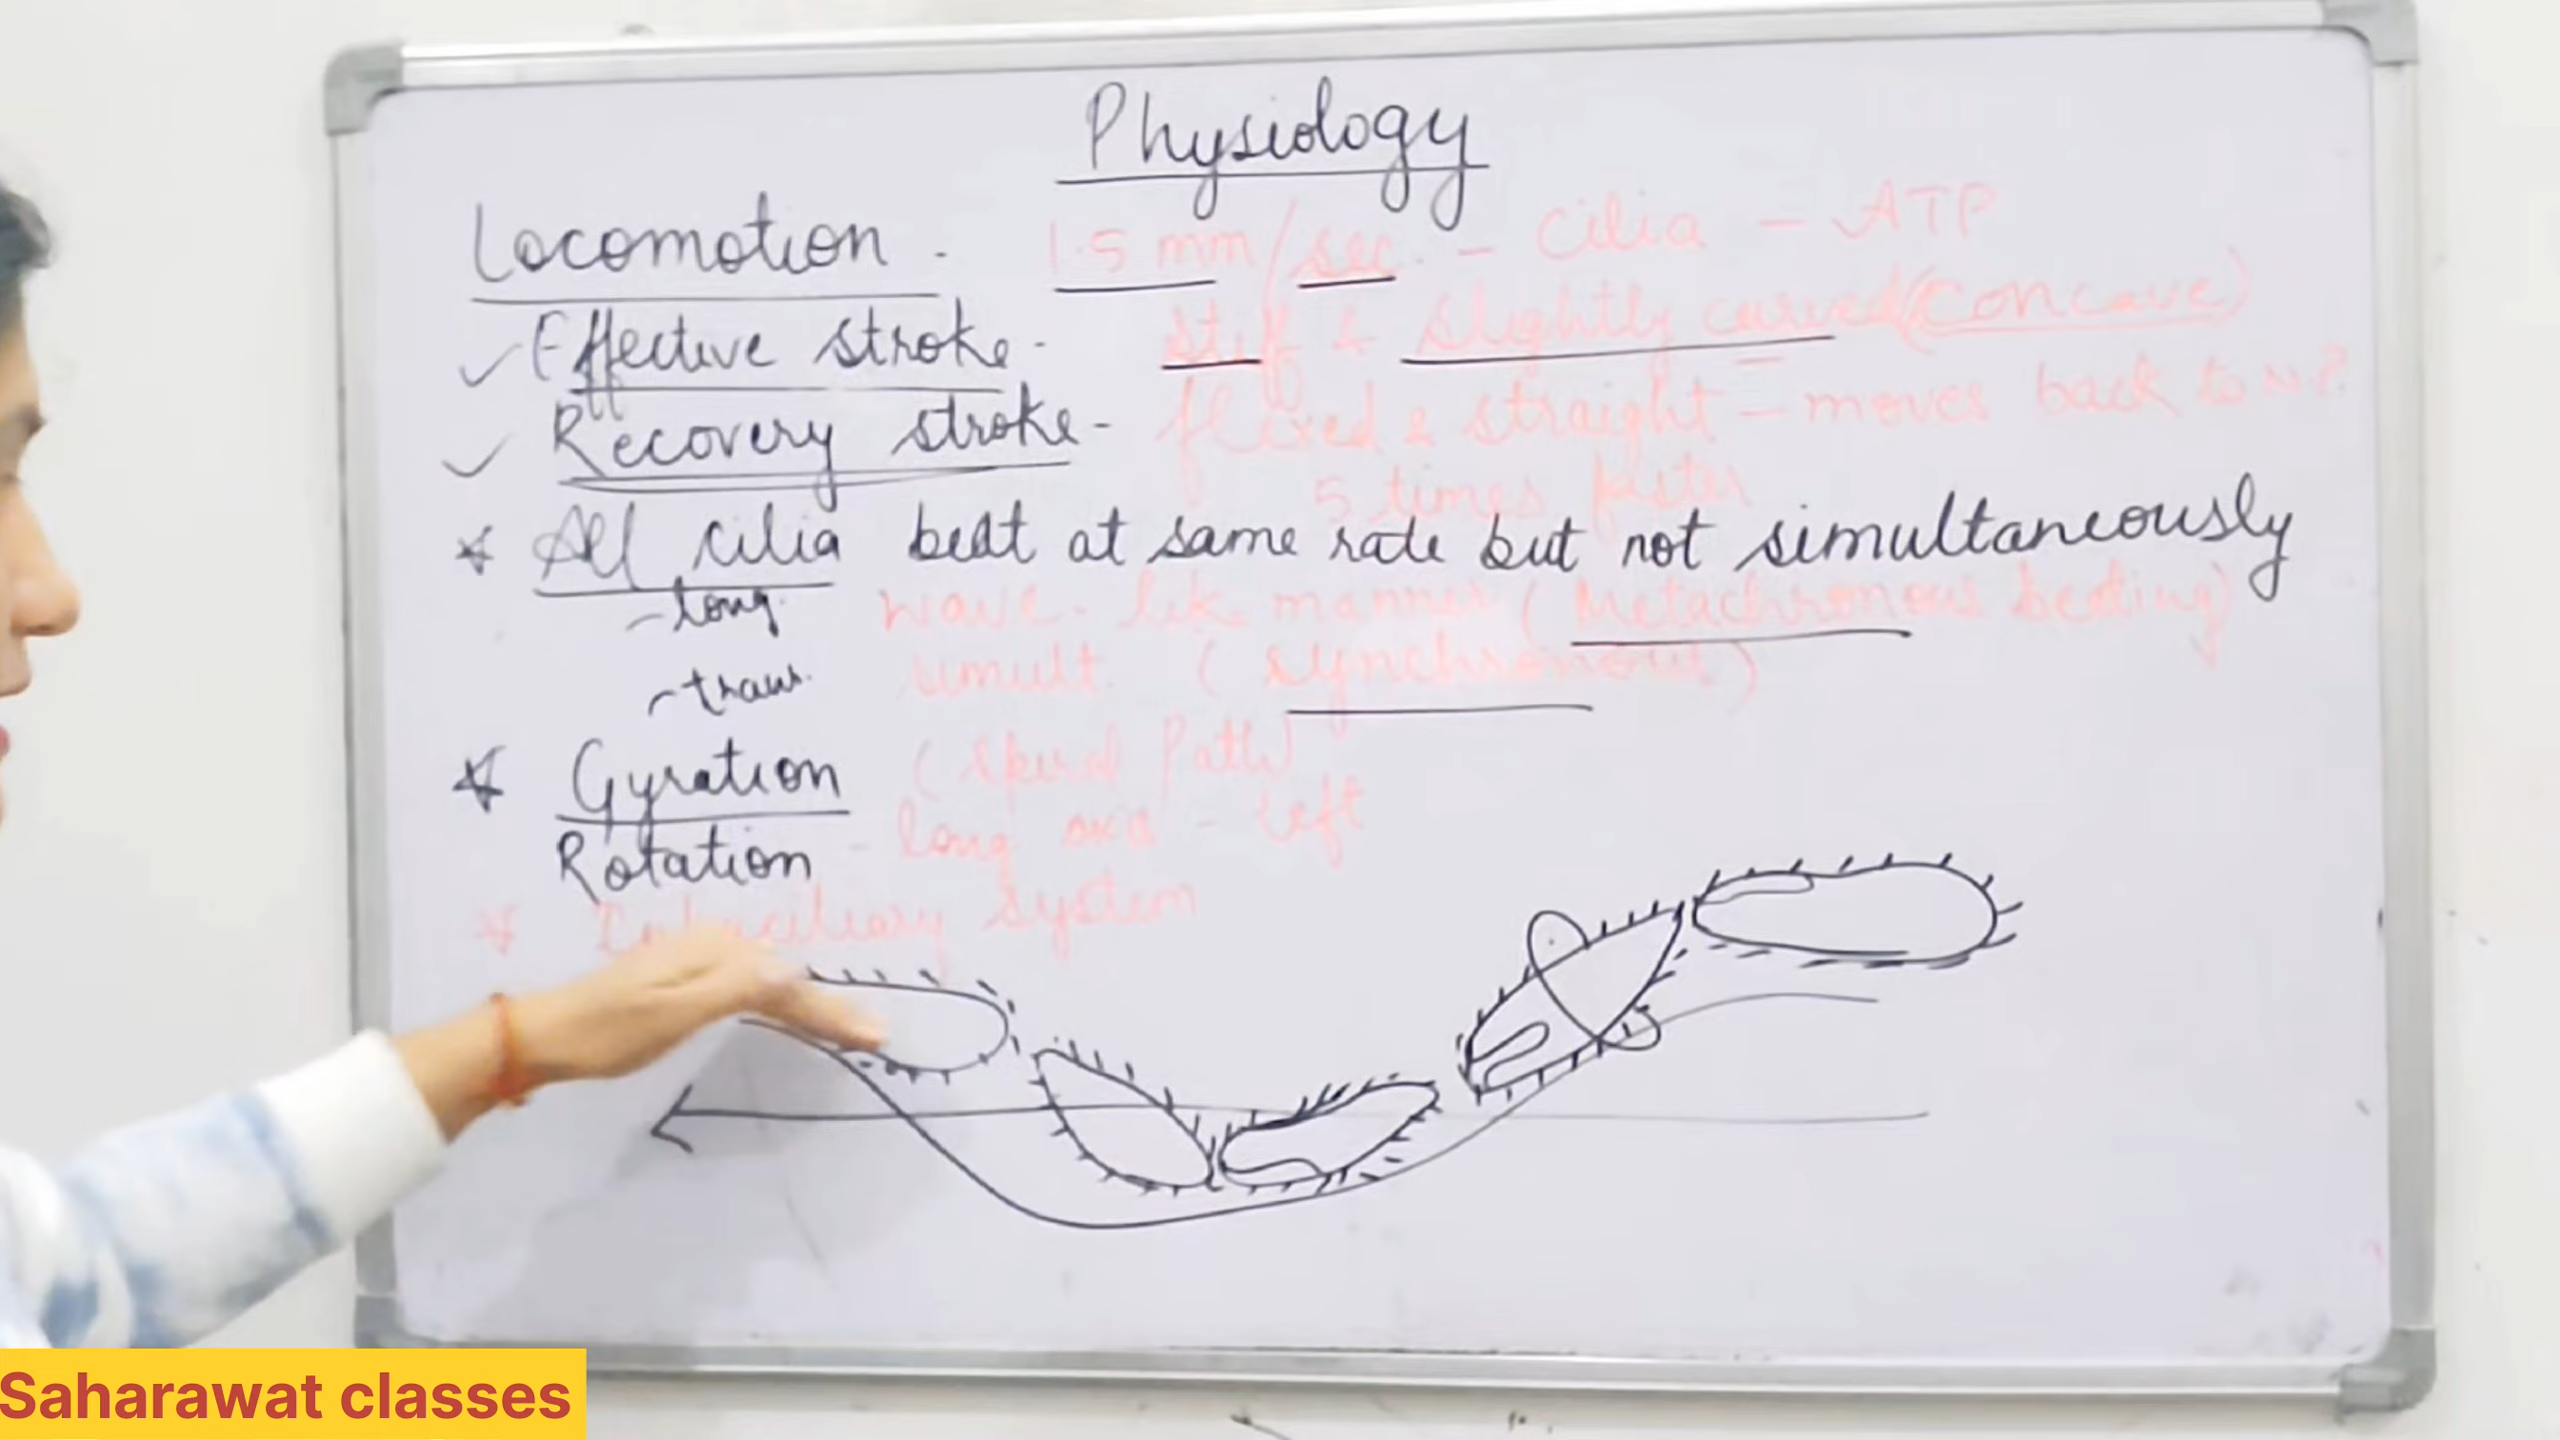 Physiology
Locomotion - 1.5 mm/sec. - Cilia - ATP
Effective stroke - stiff & slightly curved (Concave)
Recovery stroke - flexed & straight - moves back to N.P.
5 times faster
* All cilia beat at same rate but not simultaneously
- long. wave-like manner (Metachronous beating)
- trans. simult. (Synchronous)
* Gyration (Spiral Path)
Rotation - long axis - left
* system
Saharawat classes